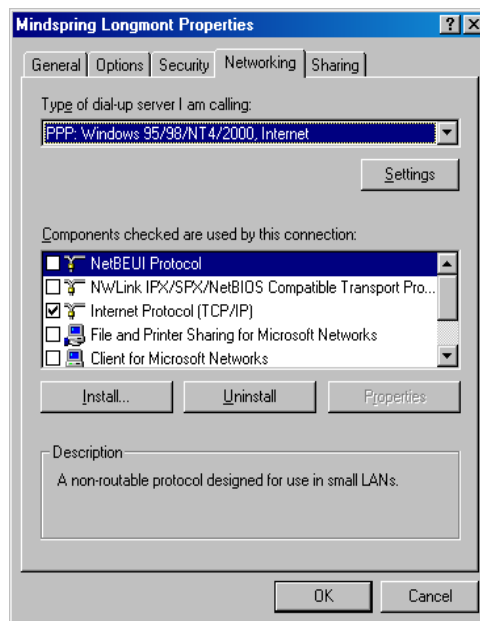 Mindspring Longmont Properties
General Options Security Networking Sharing
Type of dial-up server I am calling:
PPP: Windows 95/98/NT4/2000, Internet
Settings
Components checked are used by this connection:
NetBEUI Protocol
NWLink IPX/SPX/NetBIOS Compatible Transport Pro...
Internet Protocol (TCP/IP)
File and Printer Sharing for Microsoft Networks
Client for Microsoft Networks
Install... Uninstall Properties
Description
A non-routable protocol designed for use in small LANs.
OK Cancel